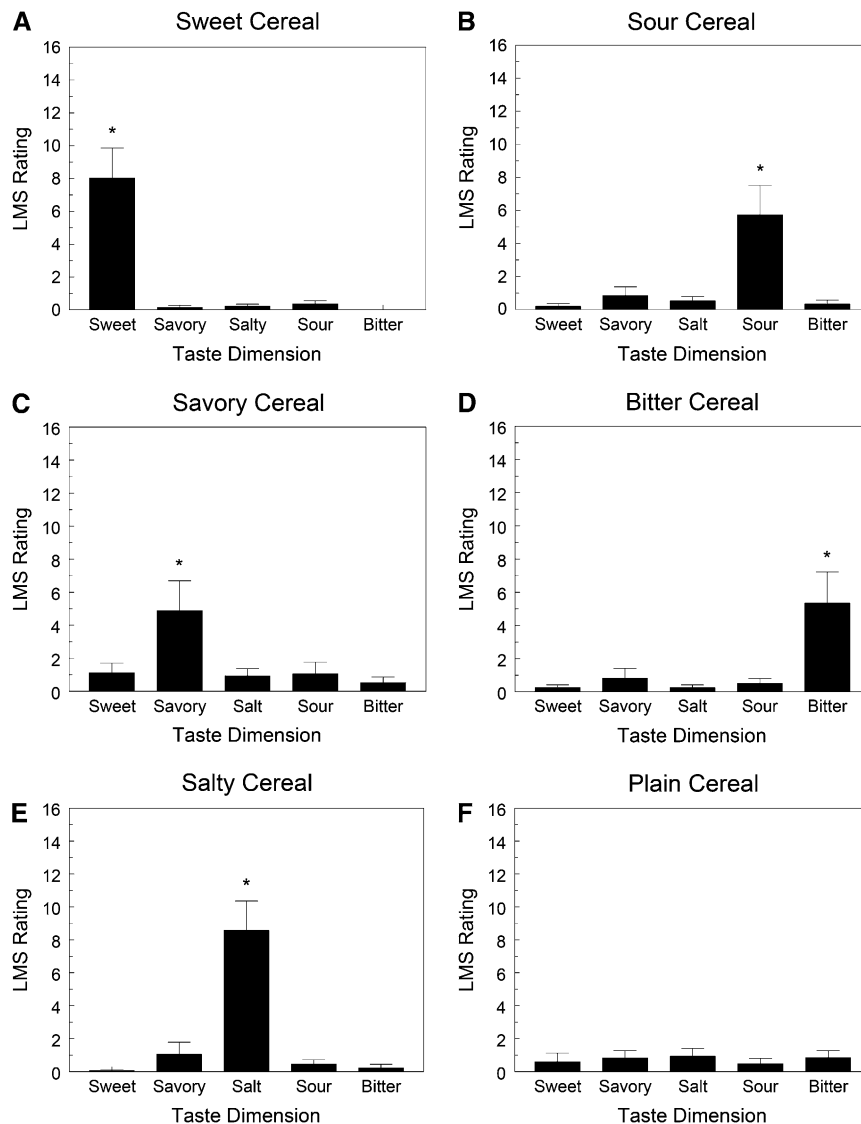 A
Sweet Cereal
16
14
12
10
8
6
4
2
0
LMS Rating
*
Sweet Savory Salty Sour Bitter
Taste Dimension
B
Sour Cereal
16
14
12
10
8
6
4
2
0
LMS Rating
*
Sweet Savory Salt Sour Bitter
Taste Dimension
C
Savory Cereal
16
14
12
10
8
6
4
2
0
LMS Rating
*
Sweet Savory Salt Sour Bitter
Taste Dimension
D
Bitter Cereal
16
14
12
10
8
6
4
2
0
LMS Rating
*
Sweet Savory Salt Sour Bitter
Taste Dimension
E
Salty Cereal
16
14
12
10
8
6
4
2
0
LMS Rating
*
Sweet Savory Salt Sour Bitter
Taste Dimension
F
Plain Cereal
16
14
12
10
8
6
4
2
0
LMS Rating
Sweet Savory Salt Sour Bitter
Taste Dimension